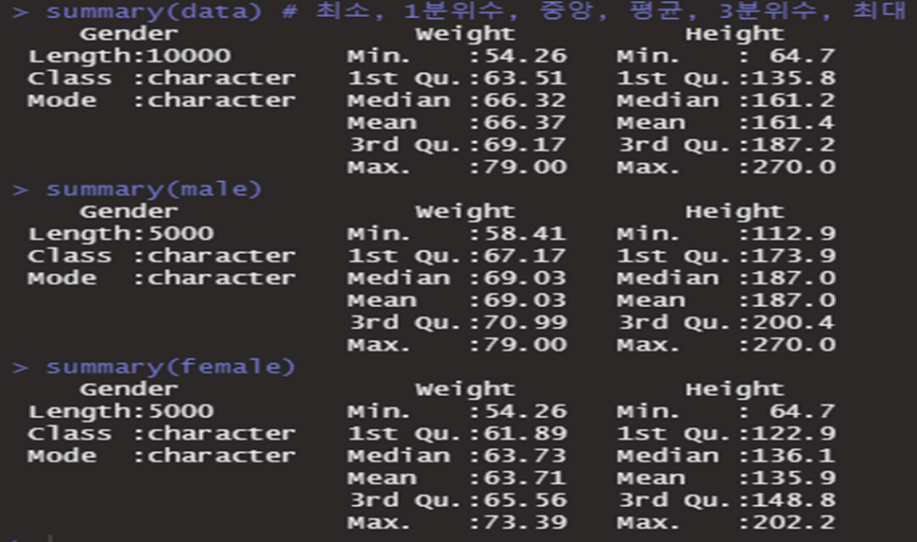 > summary(data) # 최소, 1분위수, 중앙, 평균, 3분위수, 최대
Gender Weight Height
Length:10000 Min. :54.26 Min. : 64.7
Class :character 1st Qu.:63.51 1st Qu.:135.8
Mode :character Median :66.32 Median :161.2
Mean :66.37 Mean :161.4
3rd Qu.:69.17 3rd Qu.:187.2
Max. :79.00 Max. :270.0
> summary(male)
Gender Weight Height
Length:5000 Min. :58.41 Min. :112.9
Class :character 1st Qu.:67.17 1st Qu.:173.9
Mode :character Median :69.03 Median :187.0
Mean :69.03 Mean :187.0
3rd Qu.:70.99 3rd Qu.:200.4
Max. :79.00 Max. :270.0
> summary(female)
Gender Weight Height
Length:5000 Min. :54.26 Min. : 64.7
Class :character 1st Qu.:61.89 1st Qu.:122.9
Mode :character Median :63.73 Median :136.1
Mean :63.71 Mean :135.9
3rd Qu.:65.56 3rd Qu.:148.8
Max. :73.39 Max. :202.2